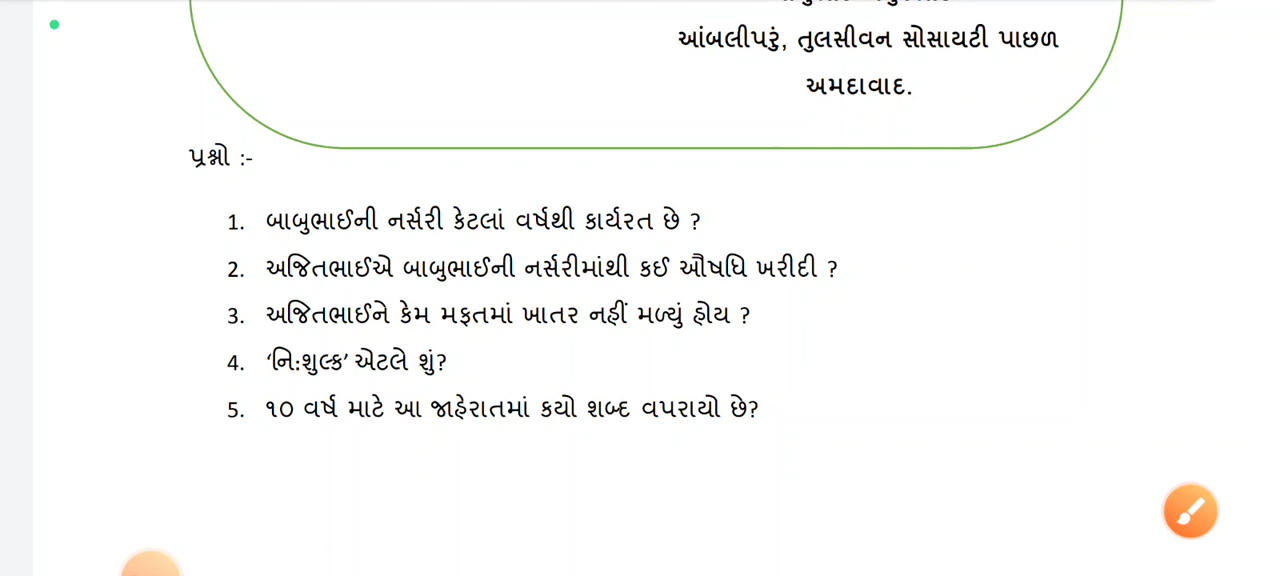 આંબલીપરું, તુલસીવન સોસાયટી પાછળ
અમદાવાદ.
પ્રશ્નો :-
1. બાબુભાઈની નર્સરી કેટલાં વર્ષથી કાર્યરત છે ?
2. અજિતભાઈએ બાબુભાઈની નર્સરીમાંથી કઈ ઔષધિ ખરીદી ?
3. અજિતભાઈને કેમ મફતમાં ખાતર નહીં મળ્યું હોય ?
4. ‘નિ:શુલ્ક’ એટલે શું?
5. ૧૦ વર્ષ માટે આ જાહેરાતમાં કયો શબ્દ વપરાયો છે?